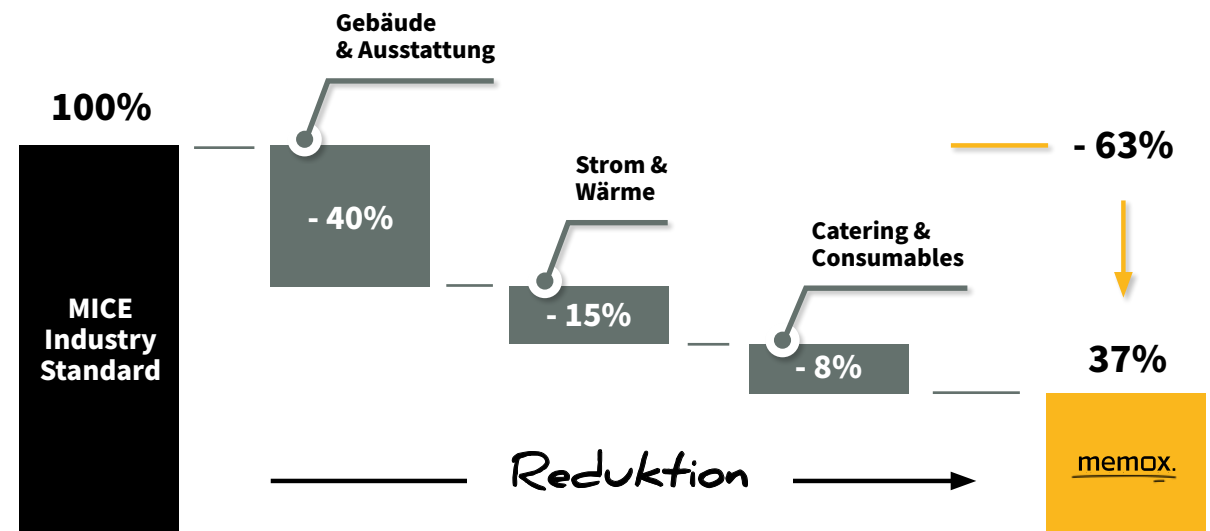 100%
MICE
Industry
Standard
Gebäude
& Ausstattung
- 40%
Strom &
Wärme
- 15%
Catering &
Consumables
- 8%
- 63%
37%
memox.
Reduktion